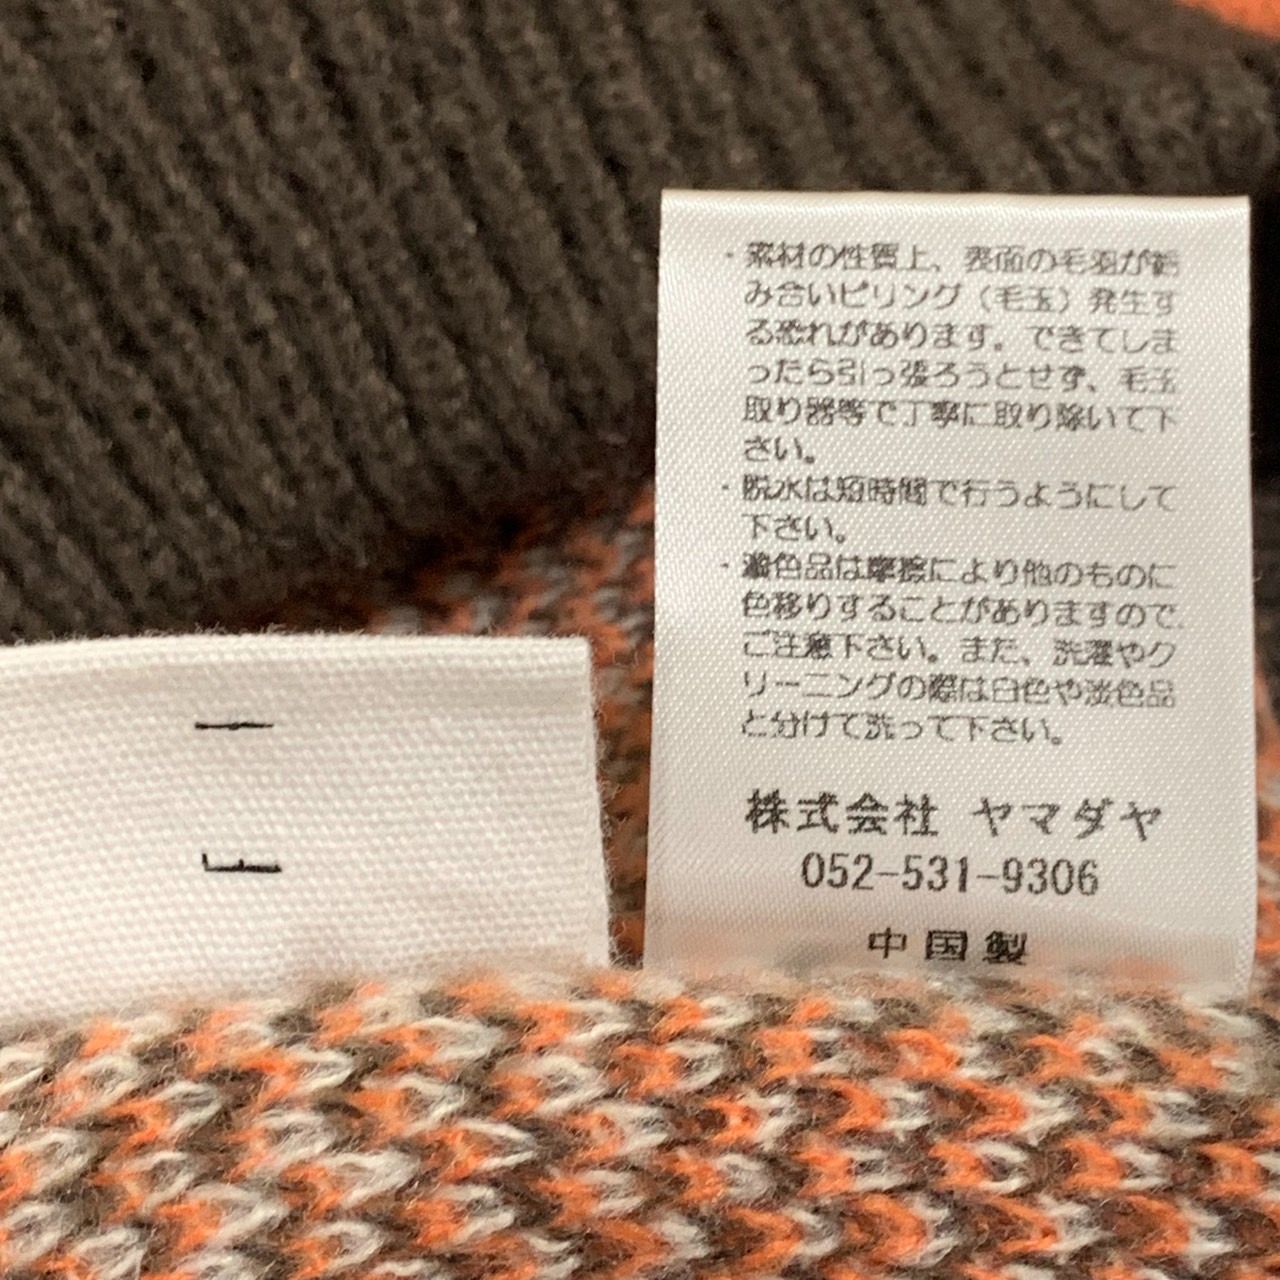 ・素材の性質上、表面の毛羽が絡
み合いピリング（毛玉）発生す
る恐れがあります。できてしま
ったら引っ張ろうとせず、毛玉
取り器等で丁寧に取り除いて下
さい。
・脱水は短時間で行うようにして
下さい。
・濃色品は摩擦により他のものに
色移りすることがありますので、
ご注意下さい。また、洗濯やク
リーニングの際は白色や淡色品
と分けて洗って下さい。
株式会社 ヤマダヤ
052-531-9306
中国製